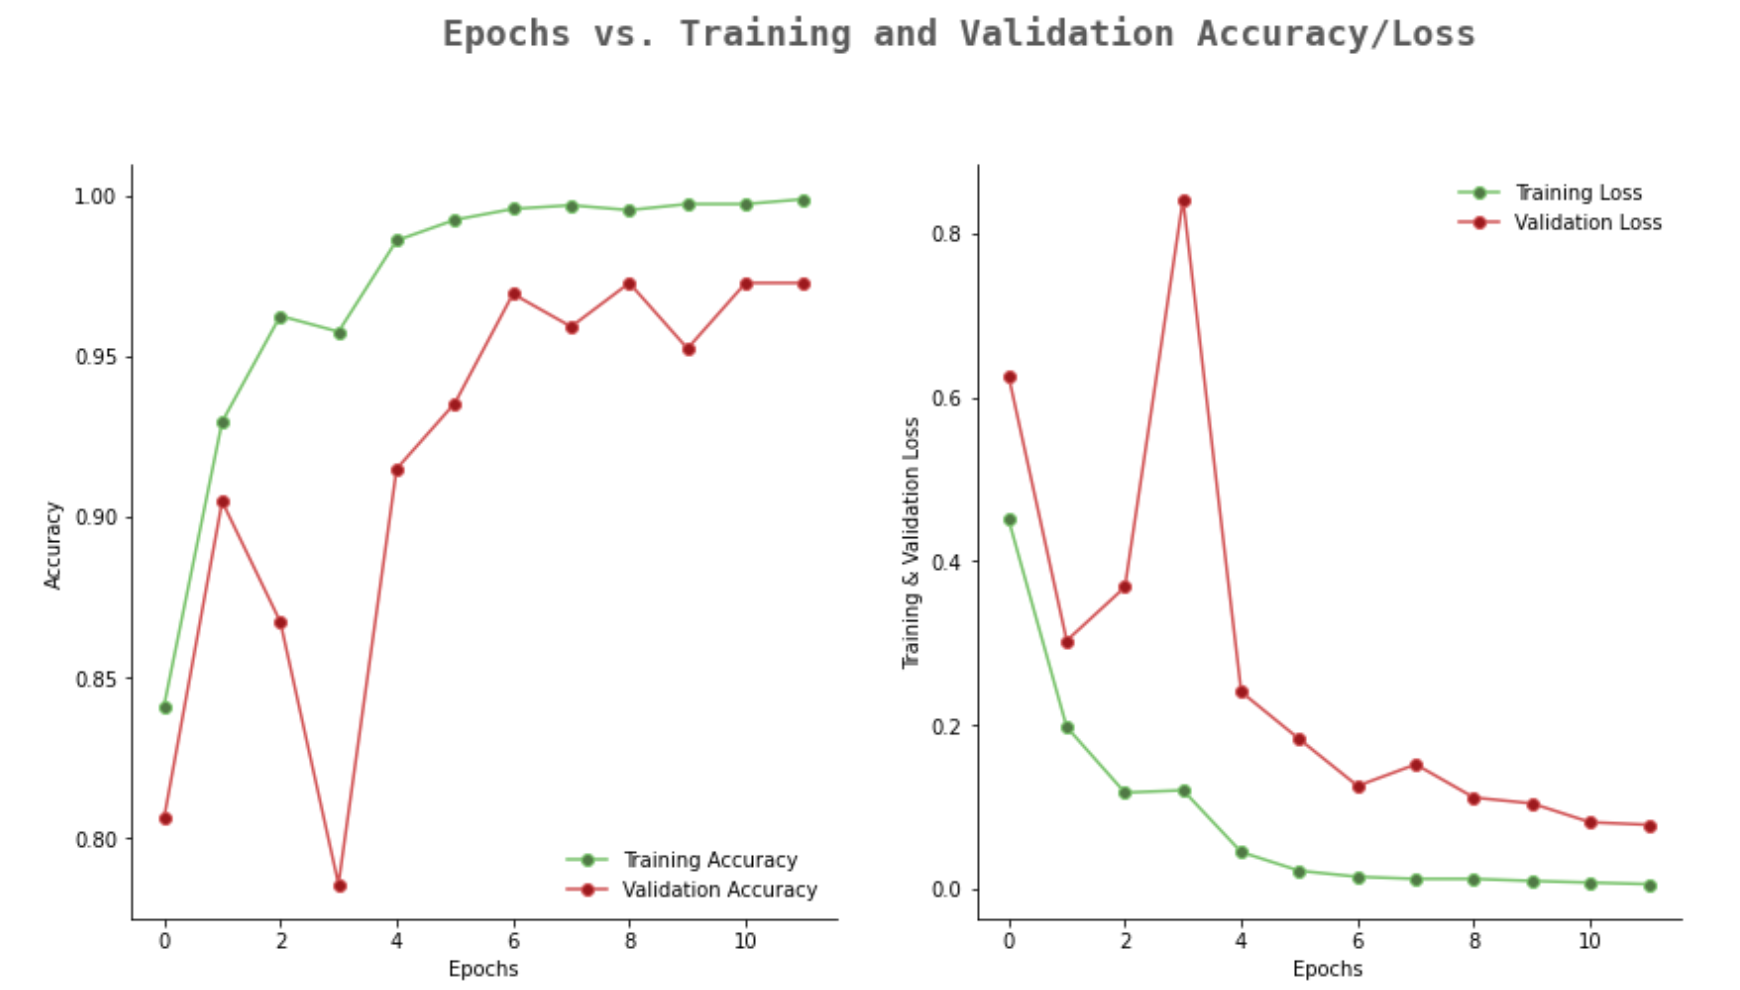 Epochs vs. Training and Validation Accuracy/Loss
1.00
0.95
0.90
0.85
0.80
Accuracy
Training Accuracy
Validation Accuracy
0 2 4 6 8 10
Epochs
0.8
0.6
0.4
0.2
0.0
Training & Validation Loss
Training Loss
Validation Loss
0 2 4 6 8 10
Epochs